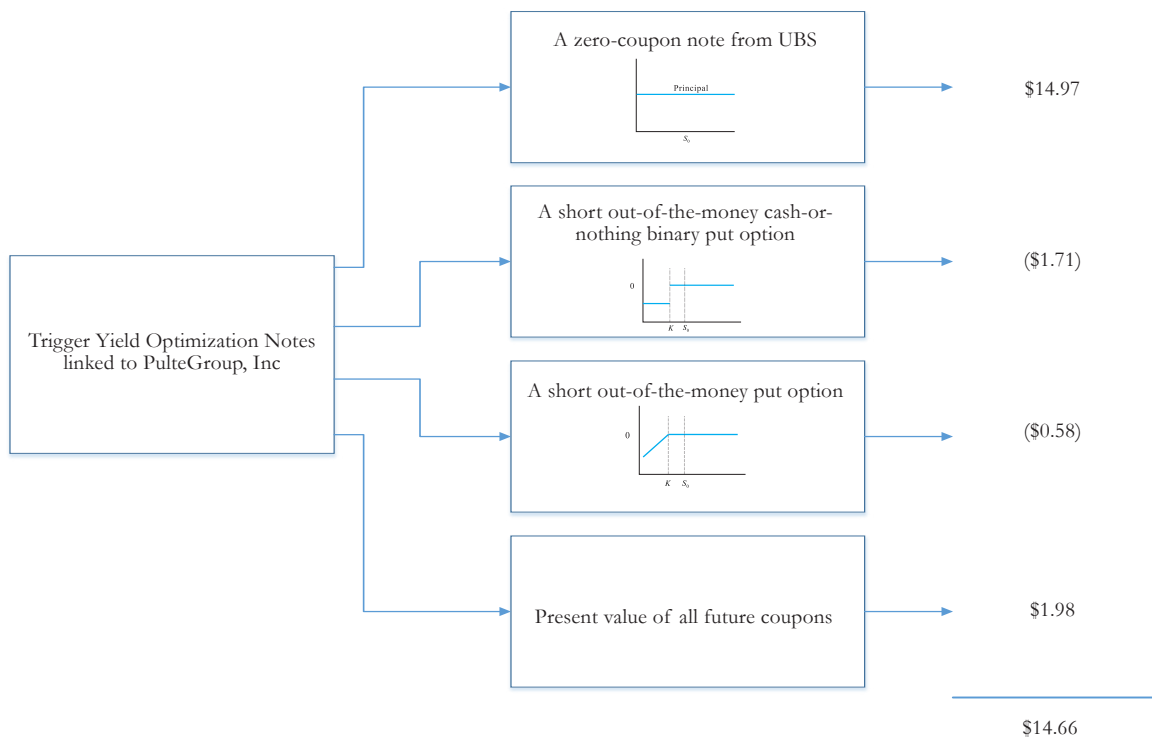 A zero-coupon note from UBS
Principal
S₀
$14.97
A short out-of-the-money cash-or-
nothing binary put option
0
K
S₀
($1.71)
Trigger Yield Optimization Notes
linked to PulteGroup, Inc
A short out-of-the-money put option
0
K
S₀
($0.58)
Present value of all future coupons
$1.98
$14.66